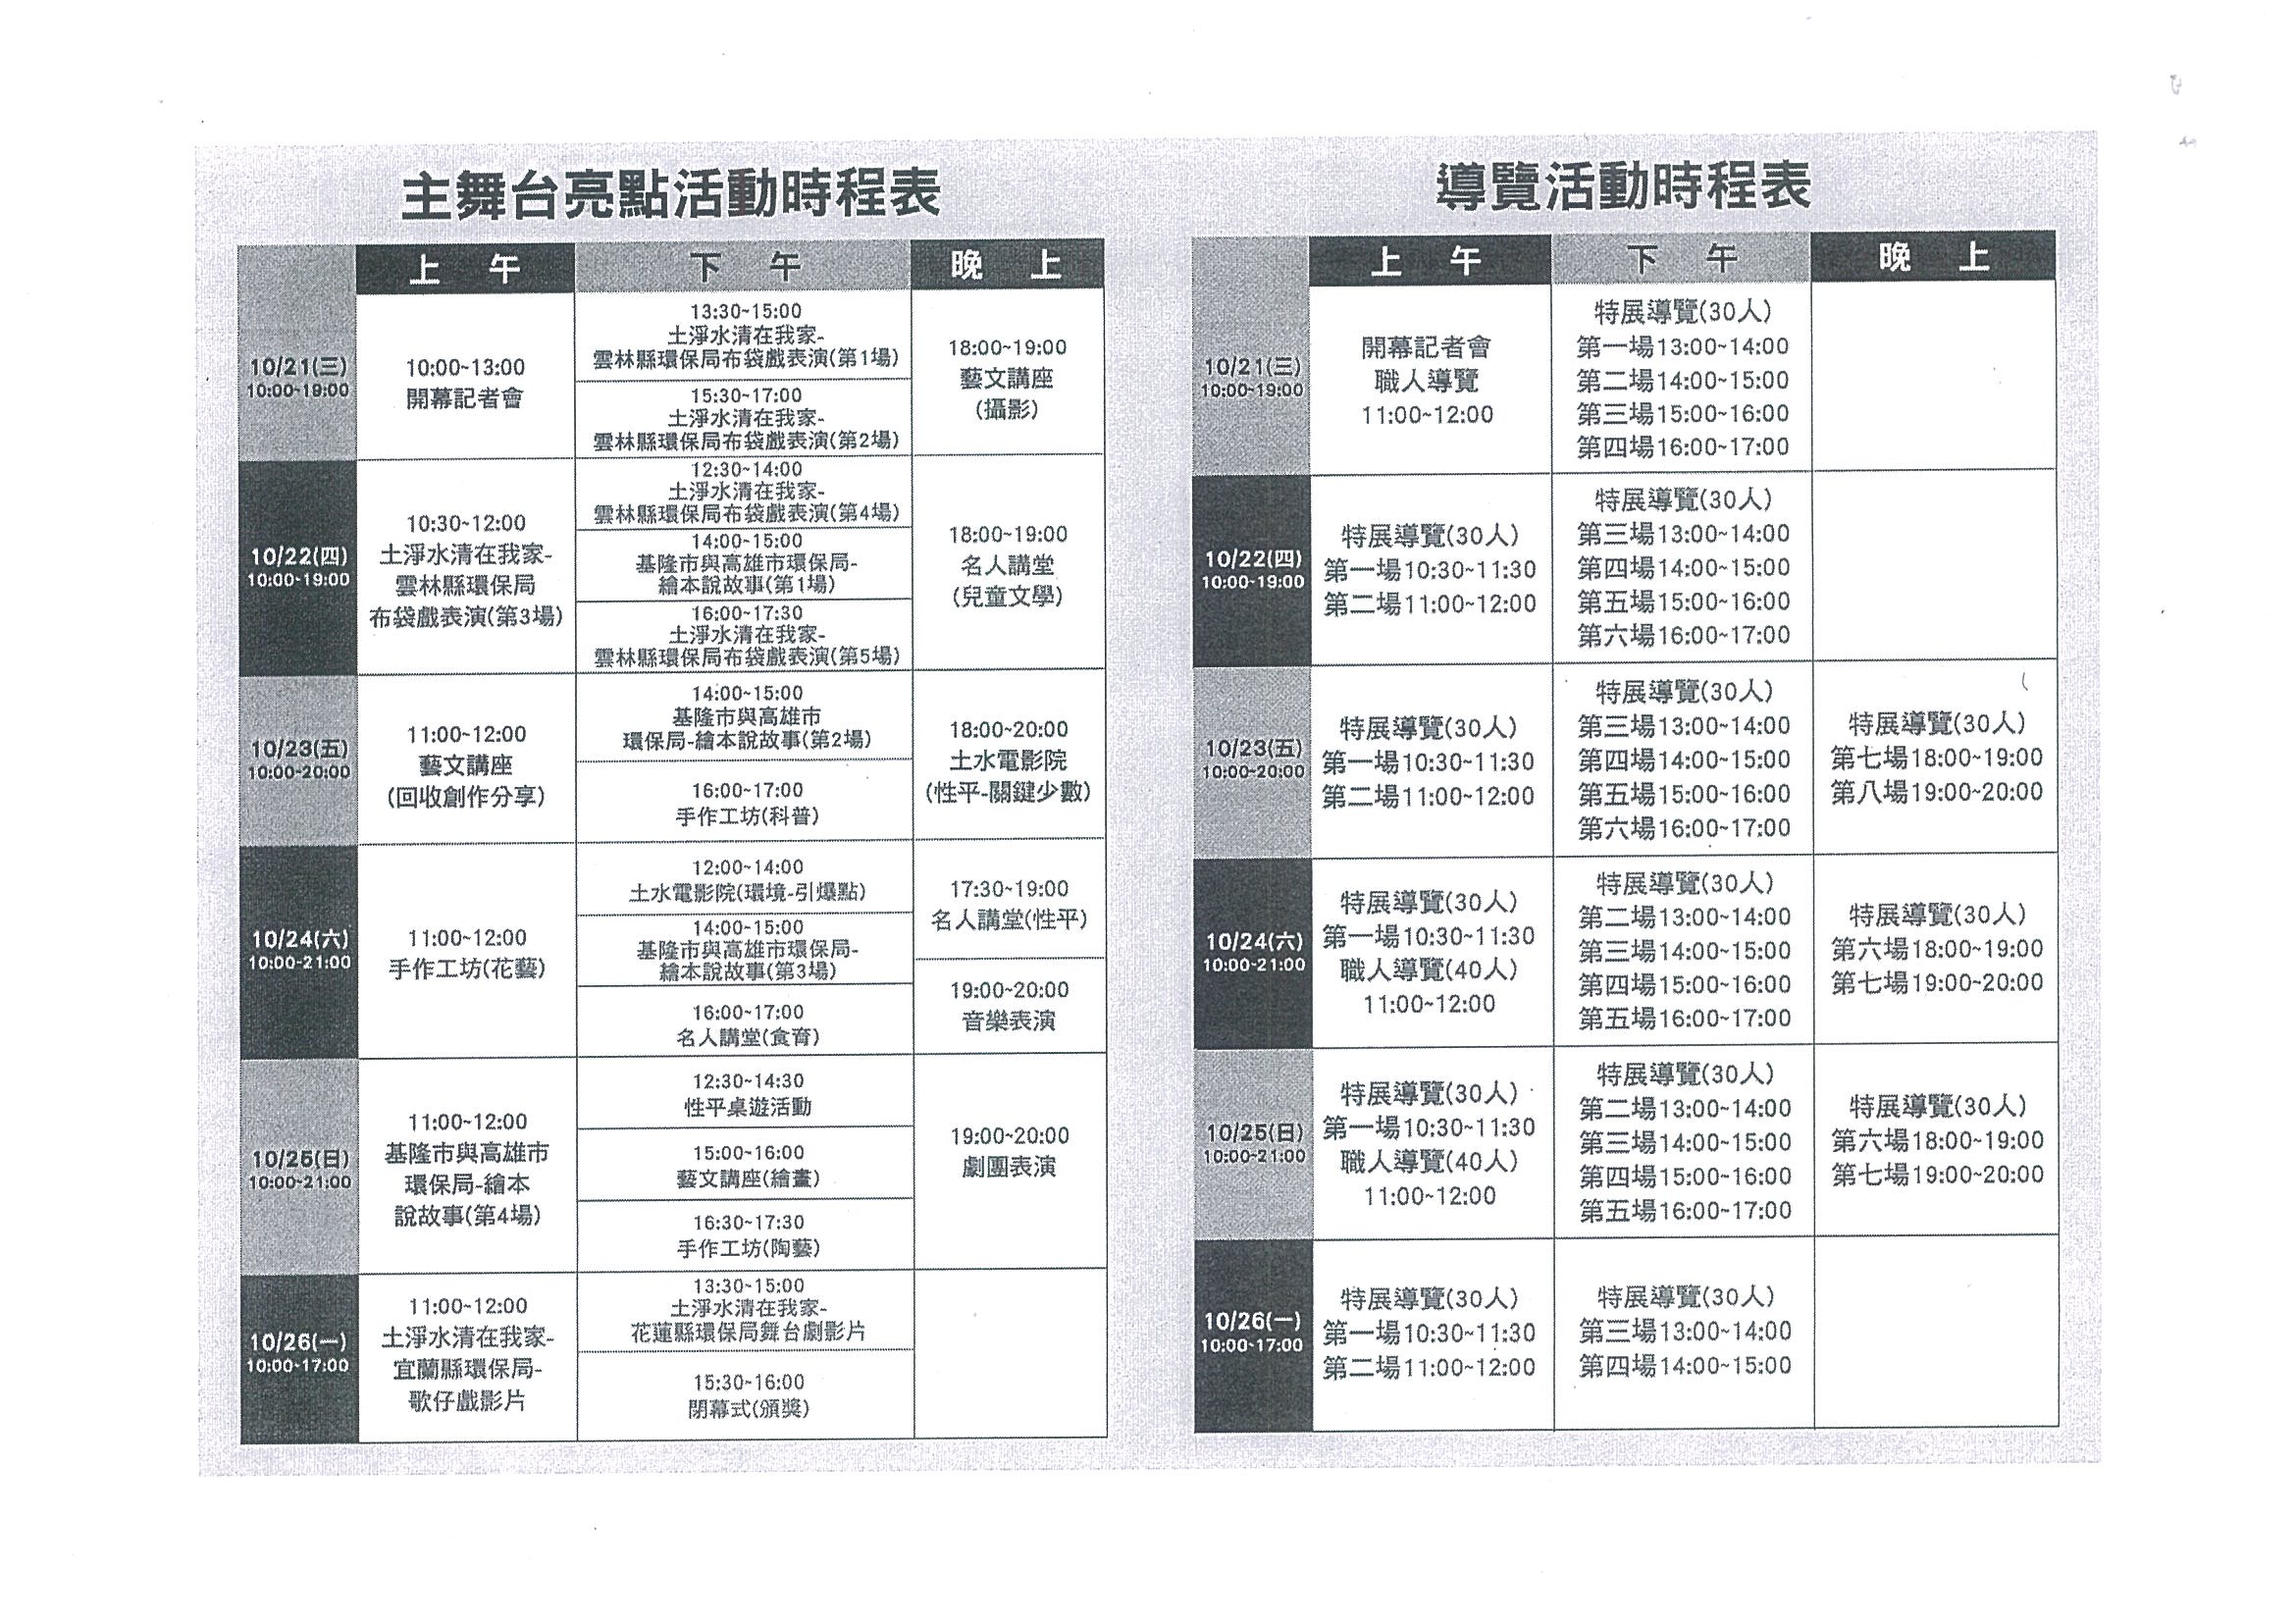 主舞台亮點活動時程表
上 午
下 午
晚 上
10/21(三)
10:00~19:00
10:00~13:00
開幕記者會
13:30~15:00
土淨水清在我家-
雲林縣環保局布袋戲表演(第1場)
15:30~17:00
土淨水清在我家-
雲林縣環保局布袋戲表演(第2場)
18:00~19:00
藝文講座
(攝影)
10/22(四)
10:00~19:00
10:30~12:00
土淨水清在我家-
雲林縣環保局
布袋戲表演(第3場)
12:30~14:00
土淨水清在我家-
雲林縣環保局布袋戲表演(第4場)
14:00~15:00
基隆市與高雄市環保局-
繪本說故事(第1場)
16:00~17:30
土淨水清在我家-
雲林縣環保局布袋戲表演(第5場)
18:00~19:00
名人講堂
(兒童文學)
10/23(五)
10:00~20:00
11:00~12:00
藝文講座
(回收創作分享)
14:00~15:00
基隆市與高雄市
環保局-繪本說故事(第2場)
16:00~17:00
手作工坊(科普)
18:00~20:00
土水電影院
(性平-關鍵少數)
10/24(六)
10:00~21:00
11:00~12:00
手作工坊(花藝)
12:00~14:00
土水電影院(環境-引爆點)
14:00~15:00
基隆市與高雄市環保局-
繪本說故事(第3場)
16:00~17:00
名人講堂(食育)
17:30~19:00
名人講堂(性平)
19:00~20:00
音樂表演
10/25(日)
10:00~21:00
11:00~12:00
基隆市與高雄市
環保局-繪本
說故事(第4場)
12:30~14:30
性平桌遊活動
15:00~16:00
藝文講座(繪畫)
16:30~17:30
手作工坊(陶藝)
19:00~20:00
劇團表演
10/26(一)
10:00~17:00
11:00~12:00
土淨水清在我家-
宜蘭縣環保局-
歌仔戲影片
13:30~15:00
土淨水清在我家-
花蓮縣環保局舞台劇影片
15:30~16:00
閉幕式(頒獎)
導覽活動時程表
上 午
下 午
晚 上
10/21(三)
10:00~19:00
開幕記者會
職人導覽
11:00~12:00
特展導覽(30人)
第一場13:00~14:00
第二場14:00~15:00
第三場15:00~16:00
第四場16:00~17:00
10/22(四)
10:00~19:00
特展導覽(30人)
第一場10:30~11:30
第二場11:00~12:00
特展導覽(30人)
第三場13:00~14:00
第四場14:00~15:00
第五場15:00~16:00
第六場16:00~17:00
10/23(五)
10:00~20:00
特展導覽(30人)
第一場10:30~11:30
第二場11:00~12:00
特展導覽(30人)
第三場13:00~14:00
第四場14:00~15:00
第五場15:00~16:00
第六場16:00~17:00
特展導覽(30人)
第七場18:00~19:00
第八場19:00~20:00
10/24(六)
10:00~21:00
特展導覽(30人)
第一場10:30~11:30
職人導覽(40人)
11:00~12:00
特展導覽(30人)
第二場13:00~14:00
第三場14:00~15:00
第四場15:00~16:00
第五場16:00~17:00
特展導覽(30人)
第六場18:00~19:00
第七場19:00~20:00
10/25(日)
10:00~21:00
特展導覽(30人)
第一場10:30~11:30
職人導覽(40人)
11:00~12:00
特展導覽(30人)
第二場13:00~14:00
第三場14:00~15:00
第四場15:00~16:00
第五場16:00~17:00
特展導覽(30人)
第六場18:00~19:00
第七場19:00~20:00
10/26(一)
10:00~17:00
特展導覽(30人)
第一場10:30~11:30
第二場11:00~12:00
特展導覽(30人)
第三場13:00~14:00
第四場14:00~15:00